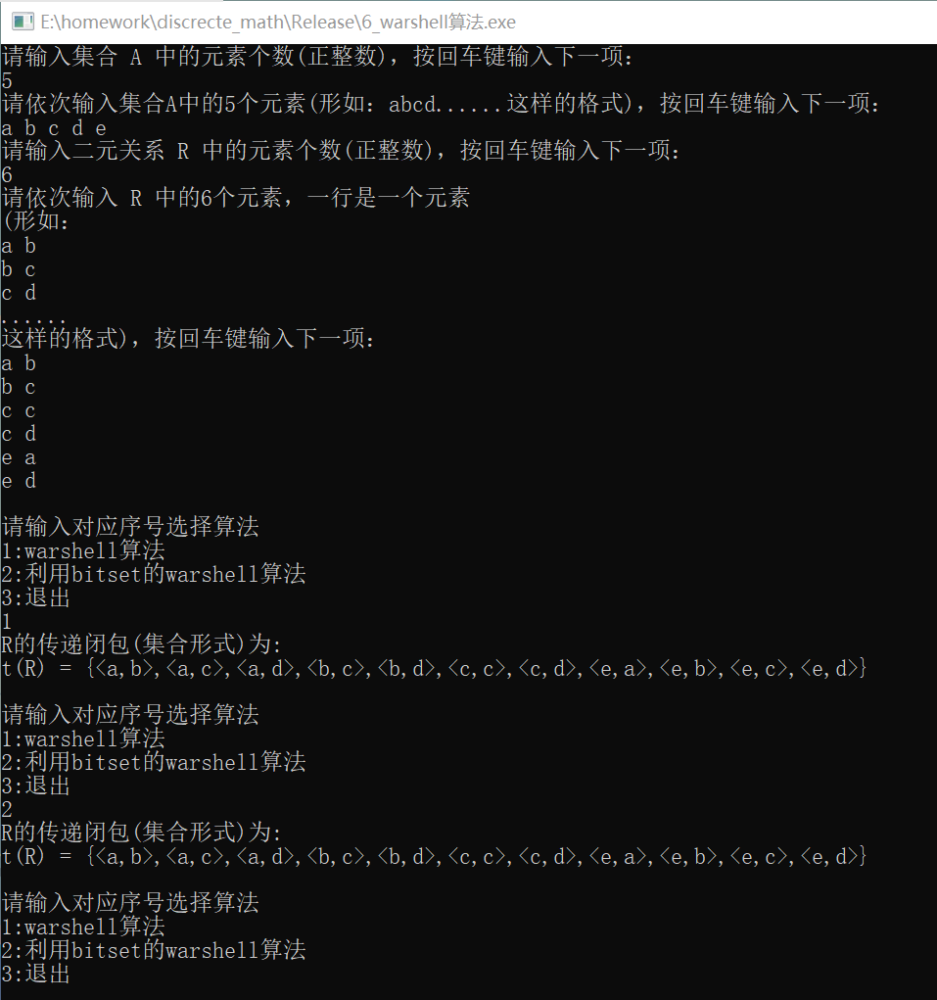 E:\homework\discrecte_math\Release\6_warshell算法.exe
请输入集合 A 中的元素个数(正整数)，按回车键输入下一项：
5
请依次输入集合A中的5个元素(形如：abcd......这样的格式)，按回车键输入下一项：
a b c d e
请输入二元关系 R 中的元素个数(正整数)，按回车键输入下一项：
6
请依次输入 R 中的6个元素，一行是一个元素
(形如：
a b
b c
c d
......
这样的格式)，按回车键输入下一项：
a b
b c
c c
c d
e a
e d
请输入对应序号选择算法
1:warshell算法
2:利用bitset的warshell算法
3:退出
1
R的传递闭包(集合形式)为:
t(R) = {<a,b>,<a,c>,<a,d>,<b,c>,<b,d>,<c,c>,<c,d>,<e,a>,<e,b>,<e,c>,<e,d>}
请输入对应序号选择算法
1:warshell算法
2:利用bitset的warshell算法
3:退出
2
R的传递闭包(集合形式)为:
t(R) = {<a,b>,<a,c>,<a,d>,<b,c>,<b,d>,<c,c>,<c,d>,<e,a>,<e,b>,<e,c>,<e,d>}
请输入对应序号选择算法
1:warshell算法
2:利用bitset的warshell算法
3:退出